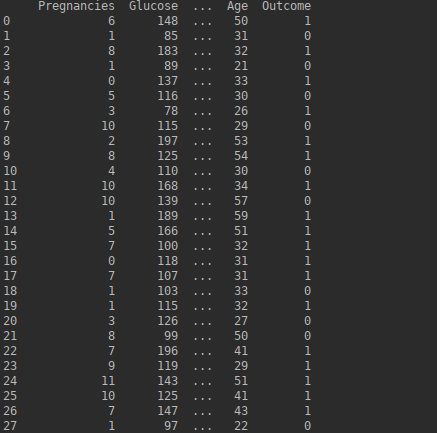 Pregnancies Glucose ... Age Outcome
0 6 148 ... 50 1
1 1 85 ... 31 0
2 8 183 ... 32 1
3 1 89 ... 21 0
4 0 137 ... 33 1
5 5 116 ... 30 0
6 3 78 ... 26 1
7 10 115 ... 29 0
8 2 197 ... 53 1
9 8 125 ... 54 1
10 4 110 ... 30 0
11 10 168 ... 34 1
12 10 139 ... 57 0
13 1 189 ... 59 1
14 5 166 ... 51 1
15 7 100 ... 32 1
16 0 118 ... 31 1
17 7 107 ... 31 1
18 1 103 ... 33 0
19 1 115 ... 32 1
20 3 126 ... 27 0
21 8 99 ... 50 0
22 7 196 ... 41 1
23 9 119 ... 29 1
24 11 143 ... 51 1
25 10 125 ... 41 1
26 7 147 ... 43 1
27 1 97 ... 22 0